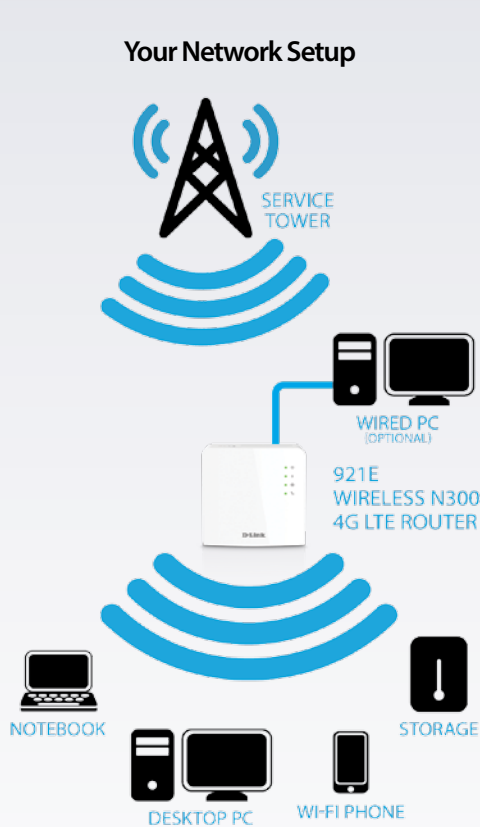 Your Network Setup
SERVICE
TOWER
WIRED PC
(OPTIONAL)
921E
WIRELESS N300
4G LTE ROUTER
D-Link
NOTEBOOK
STORAGE
DESKTOP PC
WI-FI PHONE